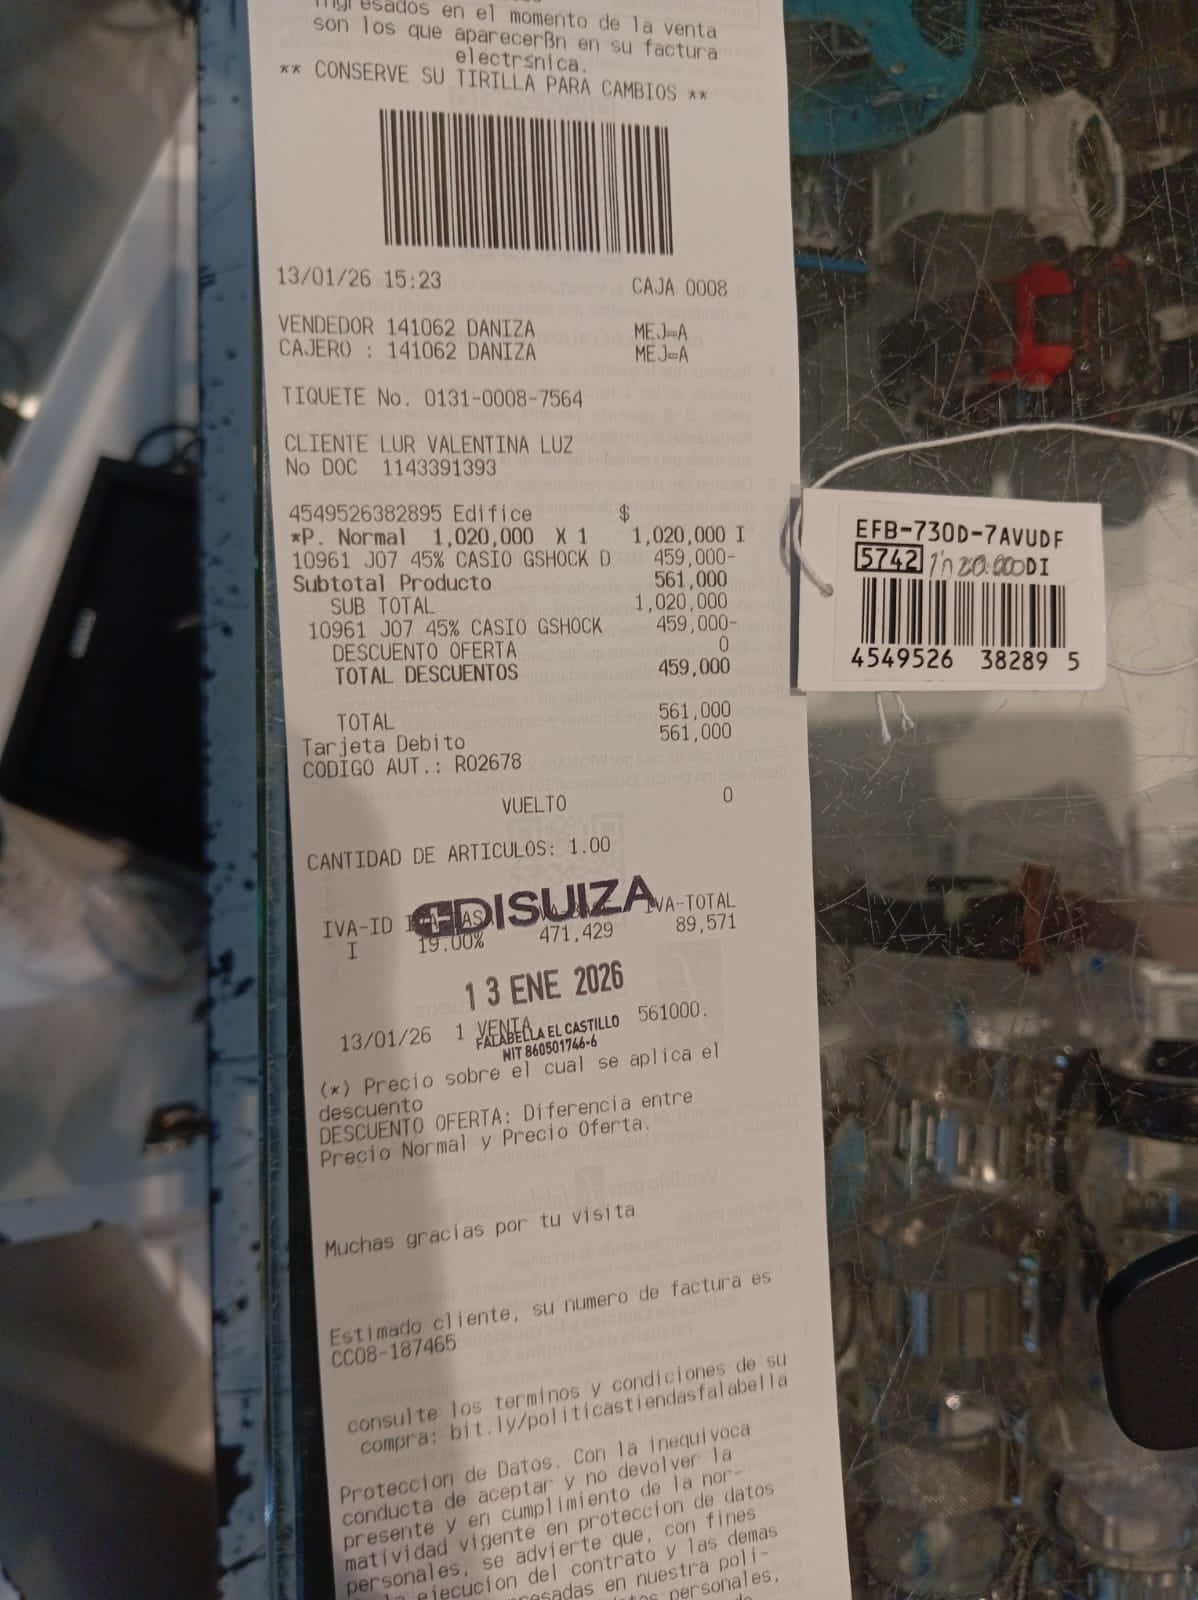 ingresados en el momento de la venta
son los que aparecerßn en su factura
electrsnica.
** CONSERVE SU TIRILLA PARA CAMBIOS **
13/01/26 15:23 CAJA 0008
VENDEDOR 141062 DANIZA MEJ=A
CAJERO : 141062 DANIZA MEJ=A
TIQUETE No. 0131-0008-7564
CLIENTE LUR VALENTINA LUZ
No DOC 1143391393
4549526382895 Edifice $
*P. Normal 1,020,000 X 1 1,020,000 I
10961 J07 45% CASIO GSHOCK D 459,000-
Subtotal Producto 561,000
SUB TOTAL 1,020,000
10961 J07 45% CASIO GSHOCK 459,000-
DESCUENTO OFERTA 0
TOTAL DESCUENTOS 459,000
TOTAL 561,000
Tarjeta Debito 561,000
CODIGO AUT.: R02678
VUELTO 0
CANTIDAD DE ARTICULOS: 1.00
DISUIZA
IVA-ID IVA-TOTAL
I 19.00% 471,429 89,571
13 ENE 2026
13/01/26 1 VENTA 561000.
FALABELLA EL CASTILLO
NIT 860501746-6
(*) Precio sobre el cual se aplica el
descuento
DESCUENTO OFERTA: Diferencia entre
Precio Normal y Precio Oferta.
Muchas gracias por tu visita
Estimado cliente, su numero de factura es
CC08-187465
consulte los terminos y condiciones de su
compra: bit.ly/politicastiendasfalabella
Proteccion de Datos. Con la inequivoca
conducta de aceptar y no devolver la
presente y en cumplimiento de la nor-
matividad vigente en proteccion de datos
personales, se advierte que, con fines
ejecucion del contrato y las demas
en nuestra poli-
personales,
EFB-730D-7AVUDF
5742 1'n20.000 DI
4549526 38289 5